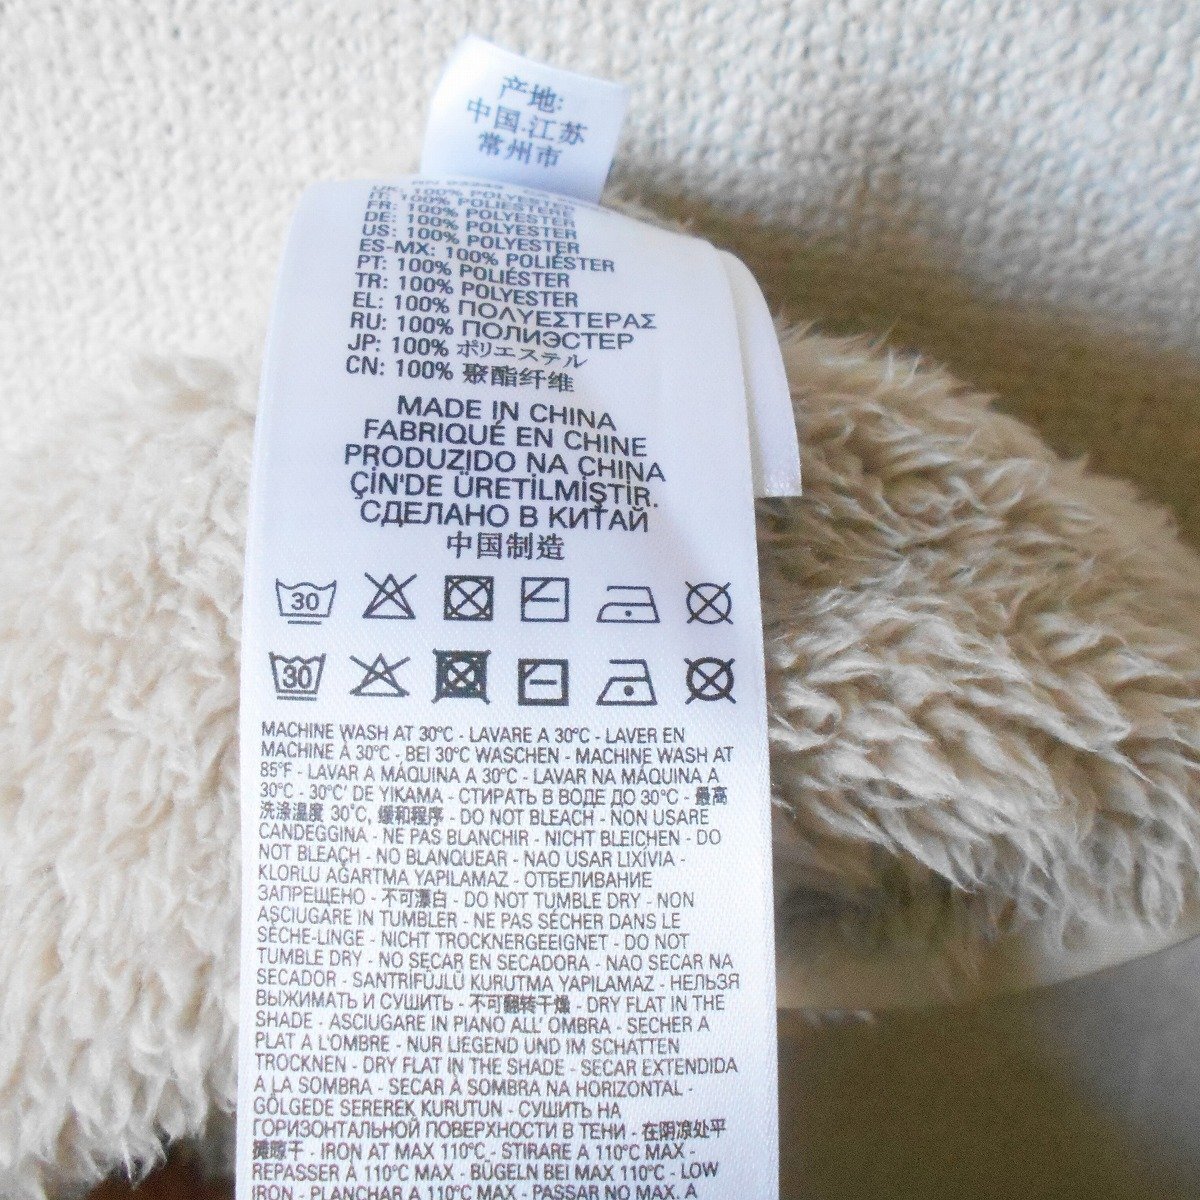 产地:
中国.江苏
常州市
UK: 100% POLYESTER
IT: 100% POLIESTERE
FR: 100% POLYESTER
DE: 100% POLYESTER
US: 100% POLYESTER
ES-MX: 100% POLIÉSTER
PT: 100% POLIÉSTER
TR: 100% POLYESTER
EL: 100% ΠΟΛΥΕΣΤΕΡΑΣ
RU: 100% ПОЛИЭСТЕР
JP: 100% ポリエステル
CN: 100% 聚酯纤维
MADE IN CHINA
FABRIQUÉ EN CHINE
PRODUZIDO NA CHINA
ÇİN'DE ÜRETİLMİŞTİR.
СДЕЛАНО В КИТАЙ
中国制造
30
30
MACHINE WASH AT 30°C - LAVARE A 30°C - LAVER EN
MACHINE À 30°C - BEI 30°C WASCHEN - MACHINE WASH AT
85°F - LAVAR A MÁQUINA A 30°C - LAVAR NA MÁQUINA A
30°C - 30°C' DE YIKAMA - СТИРАТЬ В ВОДЕ ДО 30°C - 最高
洗涤温度 30°C, 缓和程序 - DO NOT BLEACH - NON USARE
CANDEGGINA - NE PAS BLANCHIR - NICHT BLEICHEN - DO
NOT BLEACH - NO BLANQUEAR - NAO USAR LIXÍVIA -
KLORLU AĞARTMA YAPILAMAZ - ОТБЕЛИВАНИЕ
ЗАПРЕШЕНО - 不可漂白 - DO NOT TUMBLE DRY - NON
ASCIUGARE IN TUMBLER - NE PAS SÉCHER DANS LE
SÈCHE-LINGE - NICHT TROCKNERGEEIGNET - DO NOT
TUMBLE DRY - NO SECAR EN SECADORA - NAO SECAR NA
SECADOR - SANTRİFÜJLÜ KURUTMA YAPILAMAZ - НЕЛЬЗЯ
ВЫЖИМАТЬ И СУШИТЬ - 不可翻转干燥 - DRY FLAT IN THE
SHADE - ASCIUGARE IN PIANO ALL' OMBRA - SECHER A
PLAT A L'OMBRE - NUR LIEGEND UND IM SCHATTEN
TROCKNEN - DRY FLAT IN THE SHADE - SECAR EXTENDIDA
A LA SOMBRA - SECAR À SOMBRA NA HORIZONTAL -
GÖLGEDE SEREREK KURUTUN - СУШИТЬ НА
ГОРИЗОНТАЛЬНОЙ ПОВЕРХНОСТИ В ТЕНИ - 在阴凉处平
摊晾干 - IRON AT MAX 110°C - STIRARE A 110°C MAX -
REPASSER À 110°C MAX - BÜGELN BEI MAX 110°C - LOW
IRON - PLANCHAR A 110°C MAX - PASSAR NO MAX. A